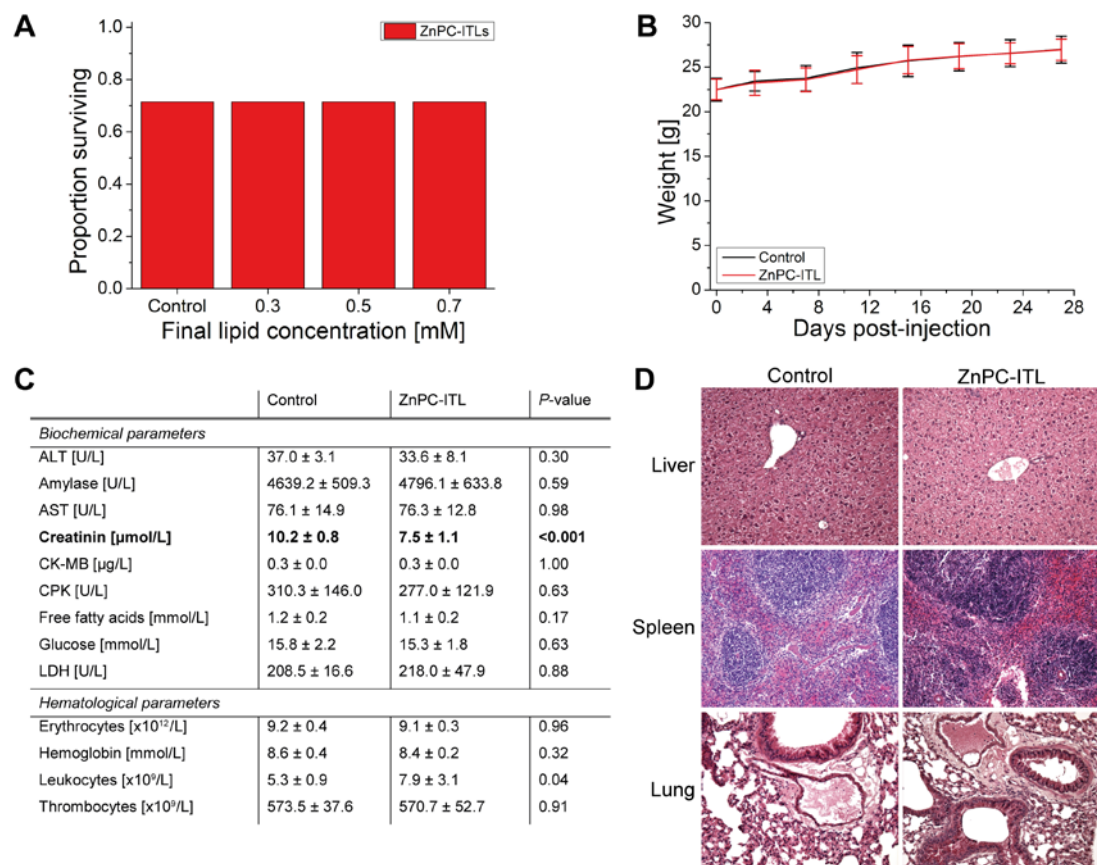 A
ZnPC-ITLs
1.0
0.8
0.6
0.4
0.2
0.0
Proportion surviving
Control 0.3 0.5 0.7
Final lipid concentration [mM]
B
30
27
24
21
18
15
12
9
6
3
0
Weight [g]
Control
ZnPC-ITL
0 4 8 12 16 20 24 28
Days post-injection
C
Control ZnPC-ITL P-value
Biochemical parameters
ALT [U/L] 37.0 ± 3.1 33.6 ± 8.1 0.30
Amylase [U/L] 4639.2 ± 509.3 4796.1 ± 633.8 0.59
AST [U/L] 76.1 ± 14.9 76.3 ± 12.8 0.98
Creatinin [µmol/L] 10.2 ± 0.8 7.5 ± 1.1 <0.001
CK-MB [µg/L] 0.3 ± 0.0 0.3 ± 0.0 1.00
CPK [U/L] 310.3 ± 146.0 277.0 ± 121.9 0.63
Free fatty acids [mmol/L] 1.2 ± 0.2 1.1 ± 0.2 0.17
Glucose [mmol/L] 15.8 ± 2.2 15.3 ± 1.8 0.63
LDH [U/L] 208.5 ± 16.6 218.0 ± 47.9 0.88
Hematological parameters
Erythrocytes [x10¹²/L] 9.2 ± 0.4 9.1 ± 0.3 0.96
Hemoglobin [mmol/L] 8.6 ± 0.4 8.4 ± 0.2 0.32
Leukocytes [x10⁹/L] 5.3 ± 0.9 7.9 ± 3.1 0.04
Thrombocytes [x10⁹/L] 573.5 ± 37.6 570.7 ± 52.7 0.91
D
Control ZnPC-ITL
Liver
Spleen
Lung